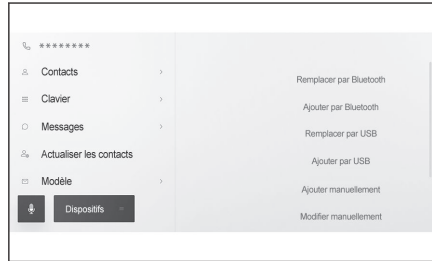 ********
Contacts
Clavier
Messages
Actualiser les contacts
Modèle
Dispositifs
Remplacer par Bluetooth
Ajouter par Bluetooth
Remplacer par USB
Ajouter par USB
Ajouter manuellement
Modifier manuellement